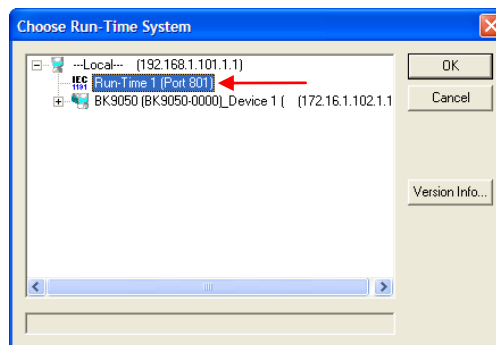 Choose Run-Time System
---Local--- (192.168.1.101.1.1)
OK
IEC
1131
Run-Time 1 (Port 801)
BK9050 (BK9050-0000)_Device 1 ( (172.16.1.102.1.1
Cancel
Version Info...